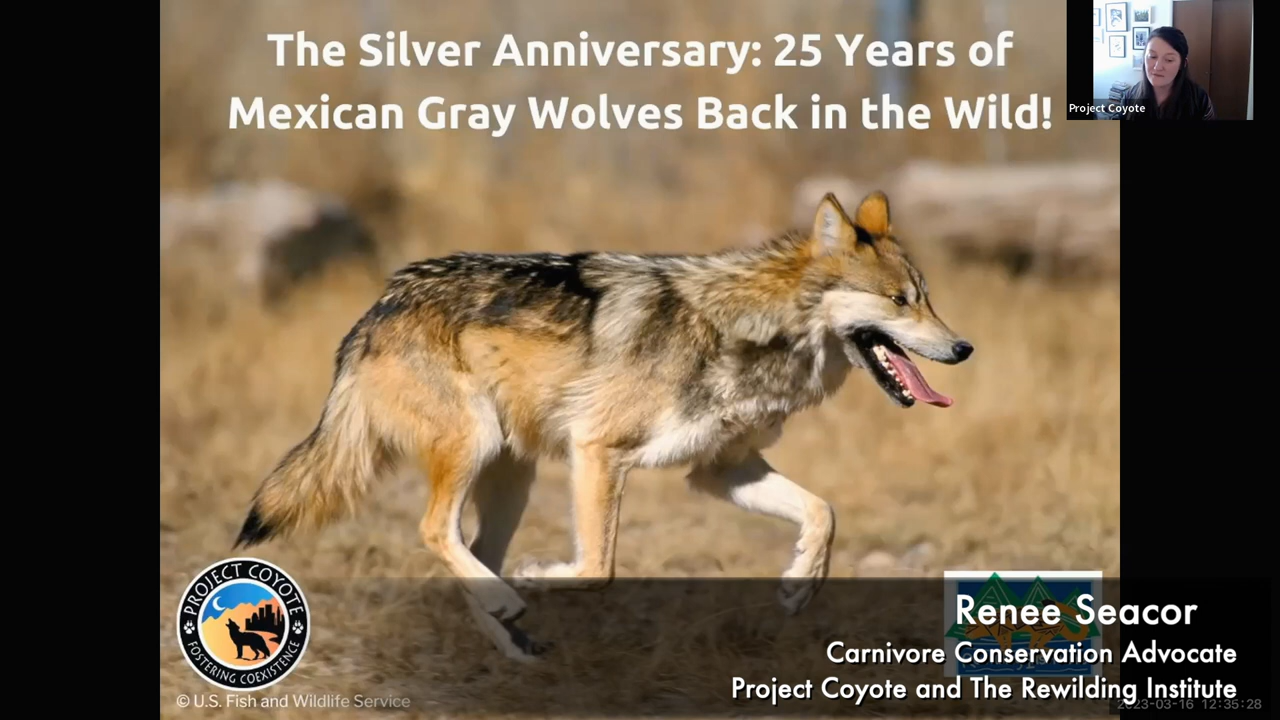 The Silver Anniversary: 25 Years of
Mexican Gray Wolves Back in the Wild!
Project Coyote
PROJECT COYOTE
FOSTERING COEXISTENCE
Renee Seacor
Carnivore Conservation Advocate
Project Coyote and The Rewilding Institute
© U.S. Fish and Wildlife Service
2023-03-16 12:35:28